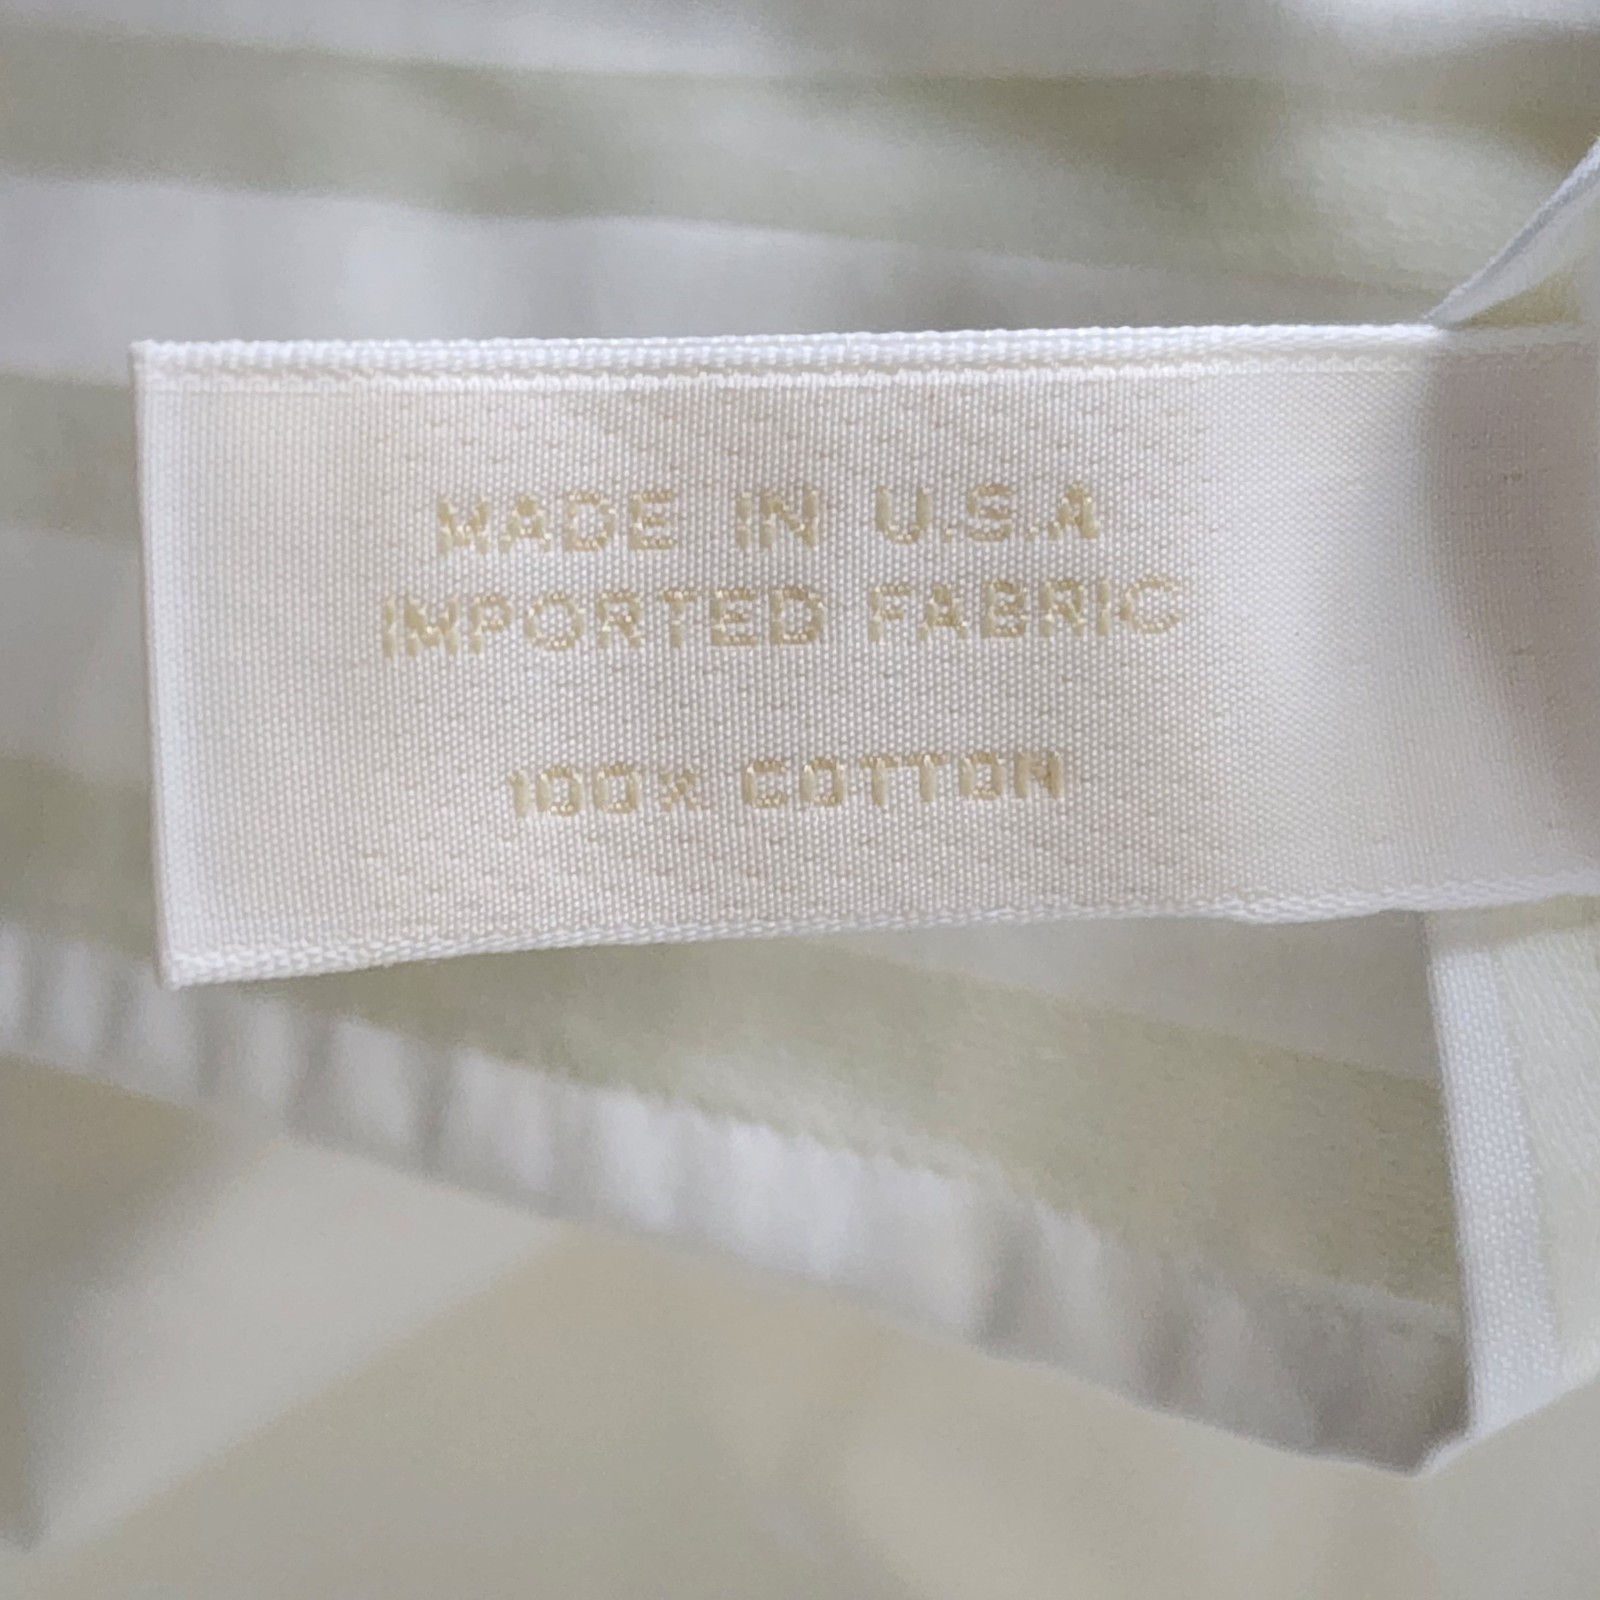 MADE IN U.S.A
IMPORTED FABRIC
100% COTTON